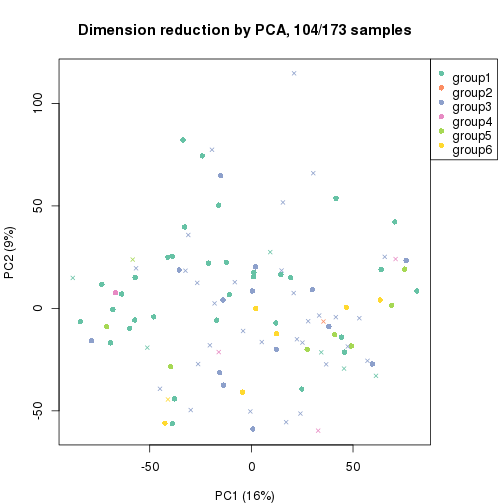 Dimension reduction by PCA, 104/173 samples
group1
group2
group3
group4
group5
group6
100
50
0
-50
PC2 (9%)
-50
0
50
PC1 (16%)